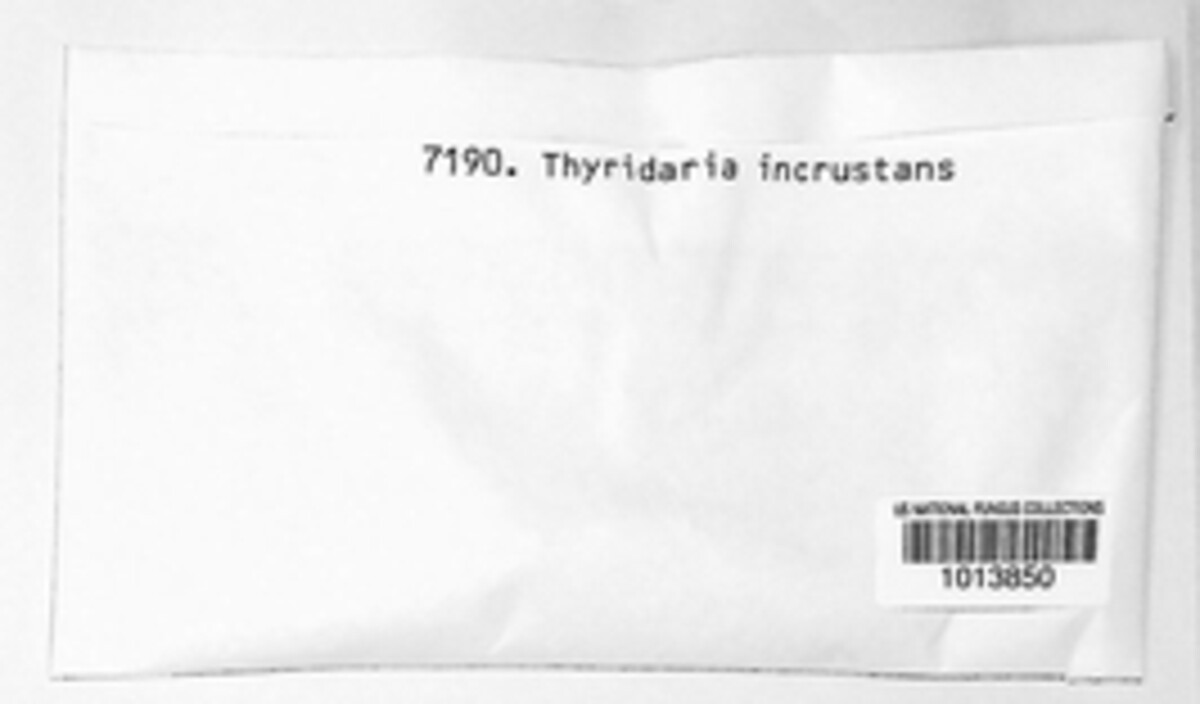 7190. Thyridaria incrustans
US NATIONAL FUNGUS COLLECTIONS
1013850